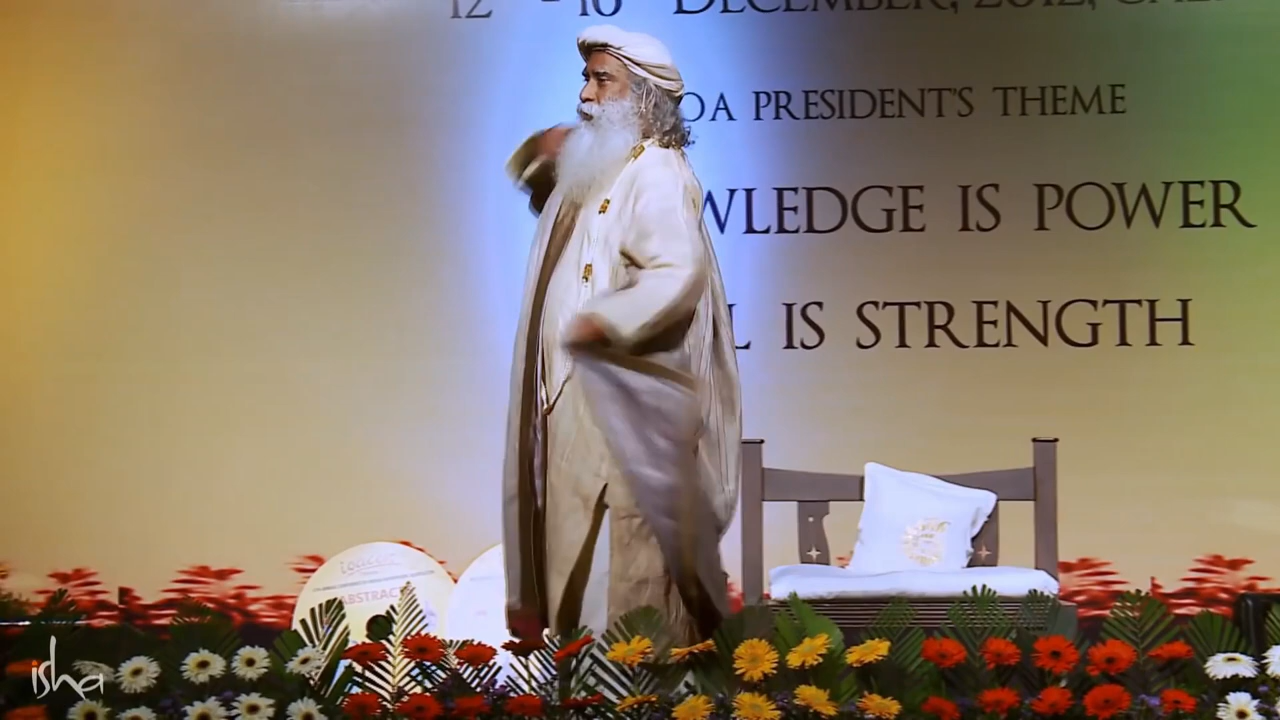 12 - 16 DECEMBER, 2012,
OA PRESIDENT'S THEME
WLEDGE IS POWER
L IS STRENGTH
ABSTRAC
isha